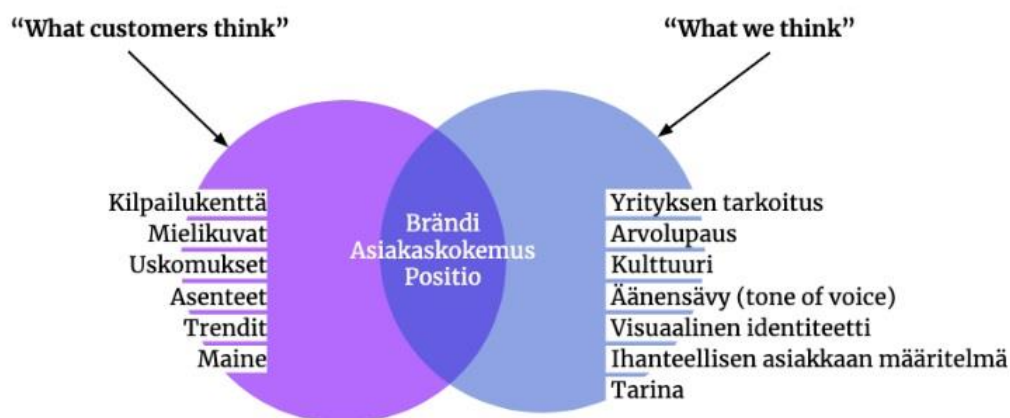 “What customers think”
“What we think”
Kilpailukenttä
Mielikuvat
Uskomukset
Asenteet
Trendit
Maine
Brändi
Asiakaskokemus
Positio
Yrityksen tarkoitus
Arvolupaus
Kulttuuri
Äänensävy (tone of voice)
Visuaalinen identiteetti
Ihanteellisen asiakkaan määritelmä
Tarina